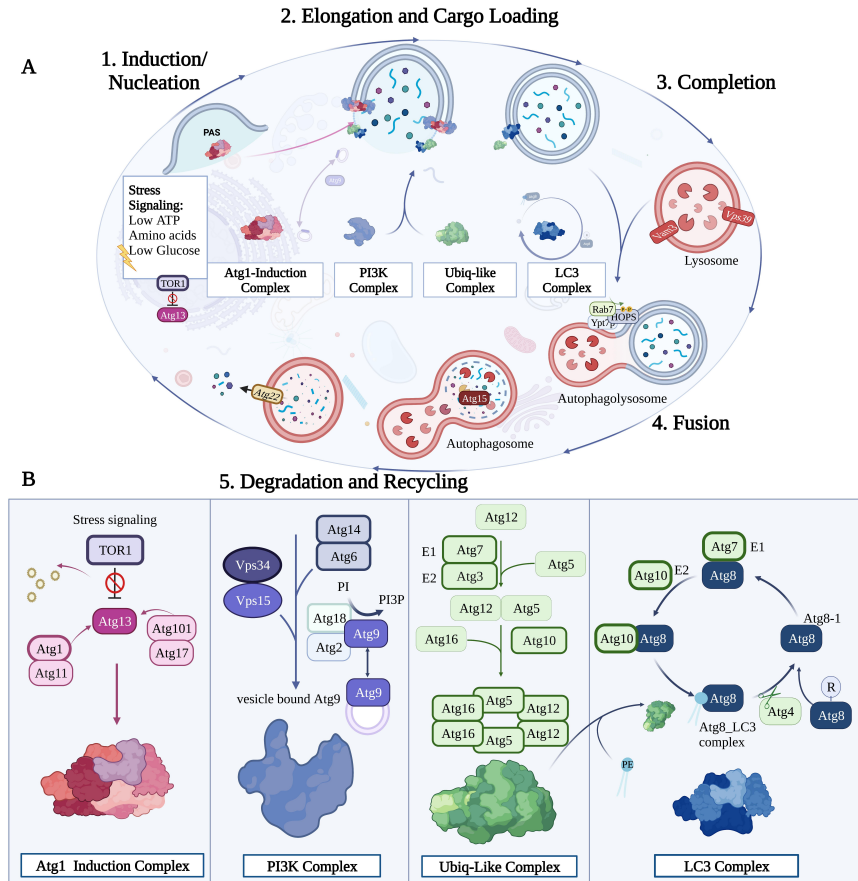 2. Elongation and Cargo Loading
A
1. Induction/
Nucleation
3. Completion
PAS
Stress
Signaling:
Low ATP
Amino acids
Low Glucose
Atg9
Vam3
Vps39
Lysosome
Atg1-Induction
Complex
PI3K
Complex
Ubiq-like
Complex
LC3
Complex
TOR1
Atg13
Rab7
P-P
Ypt7p
HOPS
Atg22
Atg15
Autophagolysosome
Autophagosome
4. Fusion
B
5. Degradation and Recycling
Stress signaling
TOR1
Atg13
Atg101
Atg17
Atg1
Atg11
Atg1 Induction Complex
Atg14
Atg6
Vps34
Vps15
PI
PI3P
Atg18
Atg9
Atg2
vesicle bound Atg9
Atg9
PI3K Complex
Atg12
E1
Atg7
E2
Atg3
Atg5
Atg12
Atg5
Atg16
Atg10
Atg5
Atg16
Atg12
Atg16
Atg12
Atg5
Ubiq-Like Complex
Atg7
E1
Atg8
Atg10
E2
Atg8-1
Atg10
Atg8
Atg8
Atg8
Atg4
R
Atg8
Atg8_LC3
complex
PE
LC3 Complex